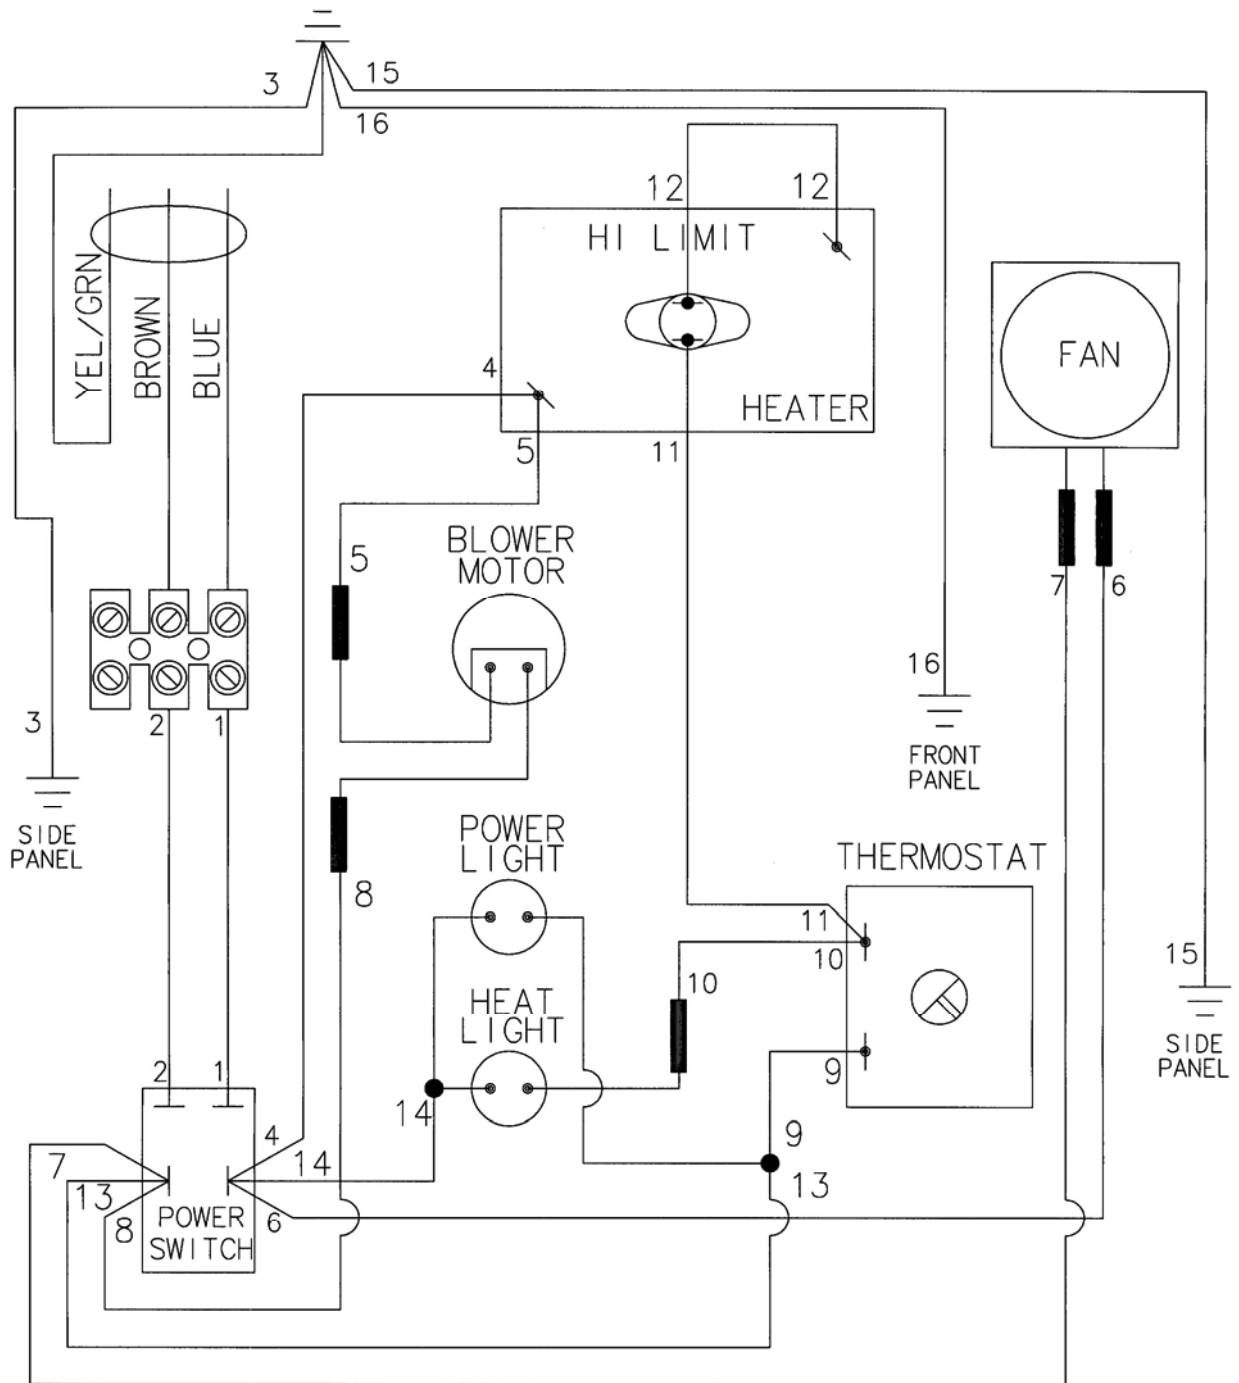 3
15
16
12
12
HI LIMIT
YEL/GRN
BROWN
BLUE
FAN
4
HEATER
5
11
5
BLOWER
MOTOR
7
6
16
3
2
1
FRONT
PANEL
SIDE
PANEL
POWER
LIGHT
THERMOSTAT
8
11
10
15
10
HEAT
LIGHT
SIDE
PANEL
2
1
9
14
4
9
7
14
13
13
8
6
POWER
SWITCH